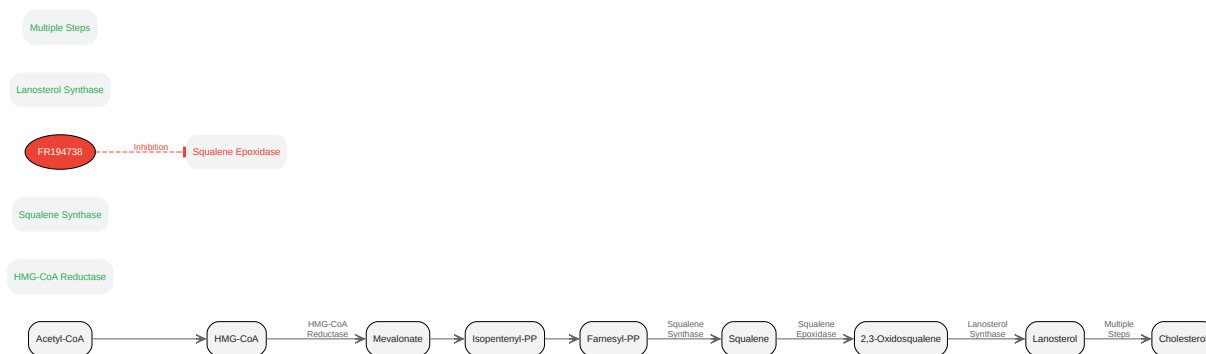 Multiple Steps
Lanosterol Synthase
FR194738
Inhibition
Squalene Epoxidase
Squalene Synthase
HMG-CoA Reductase
Acetyl-CoA
HMG-CoA
HMG-CoA
Reductase
Mevalonate
Isopentenyl-PP
Farnesyl-PP
Squalene
Synthase
Squalene
Squalene
Epoxidase
2,3-Oxidosqualene
Lanosterol
Synthase
Lanosterol
Multiple
Steps
Cholesterol